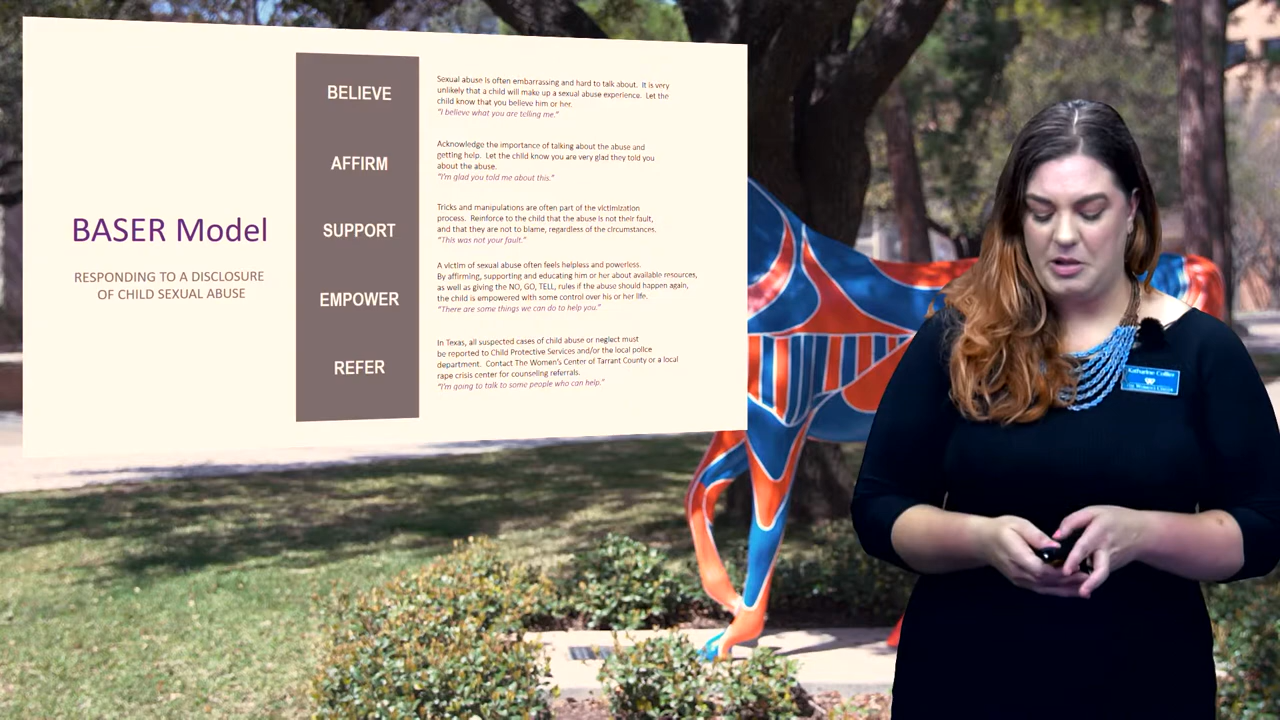 BASER Model
RESPONDING TO A DISCLOSURE
OF CHILD SEXUAL ABUSE
BELIEVE
Sexual abuse is often embarrassing and hard to talk about. It is very
unlikely that a child will make up a sexual abuse experience. Let the
child know that you believe him or her.
"I believe what you are telling me."
AFFIRM
Acknowledge the importance of talking about the abuse and
getting help. Let the child know you are very glad they told you
about the abuse.
"I'm glad you told me about this."
SUPPORT
Tricks and manipulations are often part of the victimization
process. Reinforce to the child that the abuse is not their fault,
and that they are not to blame, regardless of the circumstances.
"This was not your fault."
EMPOWER
A victim of sexual abuse often feels helpless and powerless.
By affirming, supporting and educating him or her about available resources,
as well as giving the NO, GO, TELL, rules if the abuse should happen again,
the child is empowered with some control over his or her life.
"There are some things we can do to help you."
REFER
In Texas, all suspected cases of child abuse or neglect must
be reported to Child Protective Services and/or the local police
department. Contact The Women's Center of Tarrant County or a local
rape crisis center for counseling referrals.
"I'm going to talk to some people who can help."
Katharine Collier
THE WOMEN'S CENTER